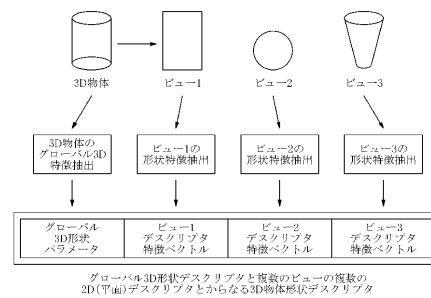 3D物体
ビュー1
ビュー2
ビュー3
3D物体の
グローバル3D
特徴抽出
ビュー1の
形状特徴抽出
ビュー2の
形状特徴抽出
ビュー3の
形状特徴抽出
グローバル
3D形状
パラメータ
ビュー1
デスクリプタ
特徴ベクトル
ビュー2
デスクリプタ
特徴ベクトル
ビュー3
デスクリプタ
特徴ベクトル
グローバル3D形状デスクリプタと複数のビューの複数の
2D(平面)デスクリプタとからなる3D物体形状デスクリプタ